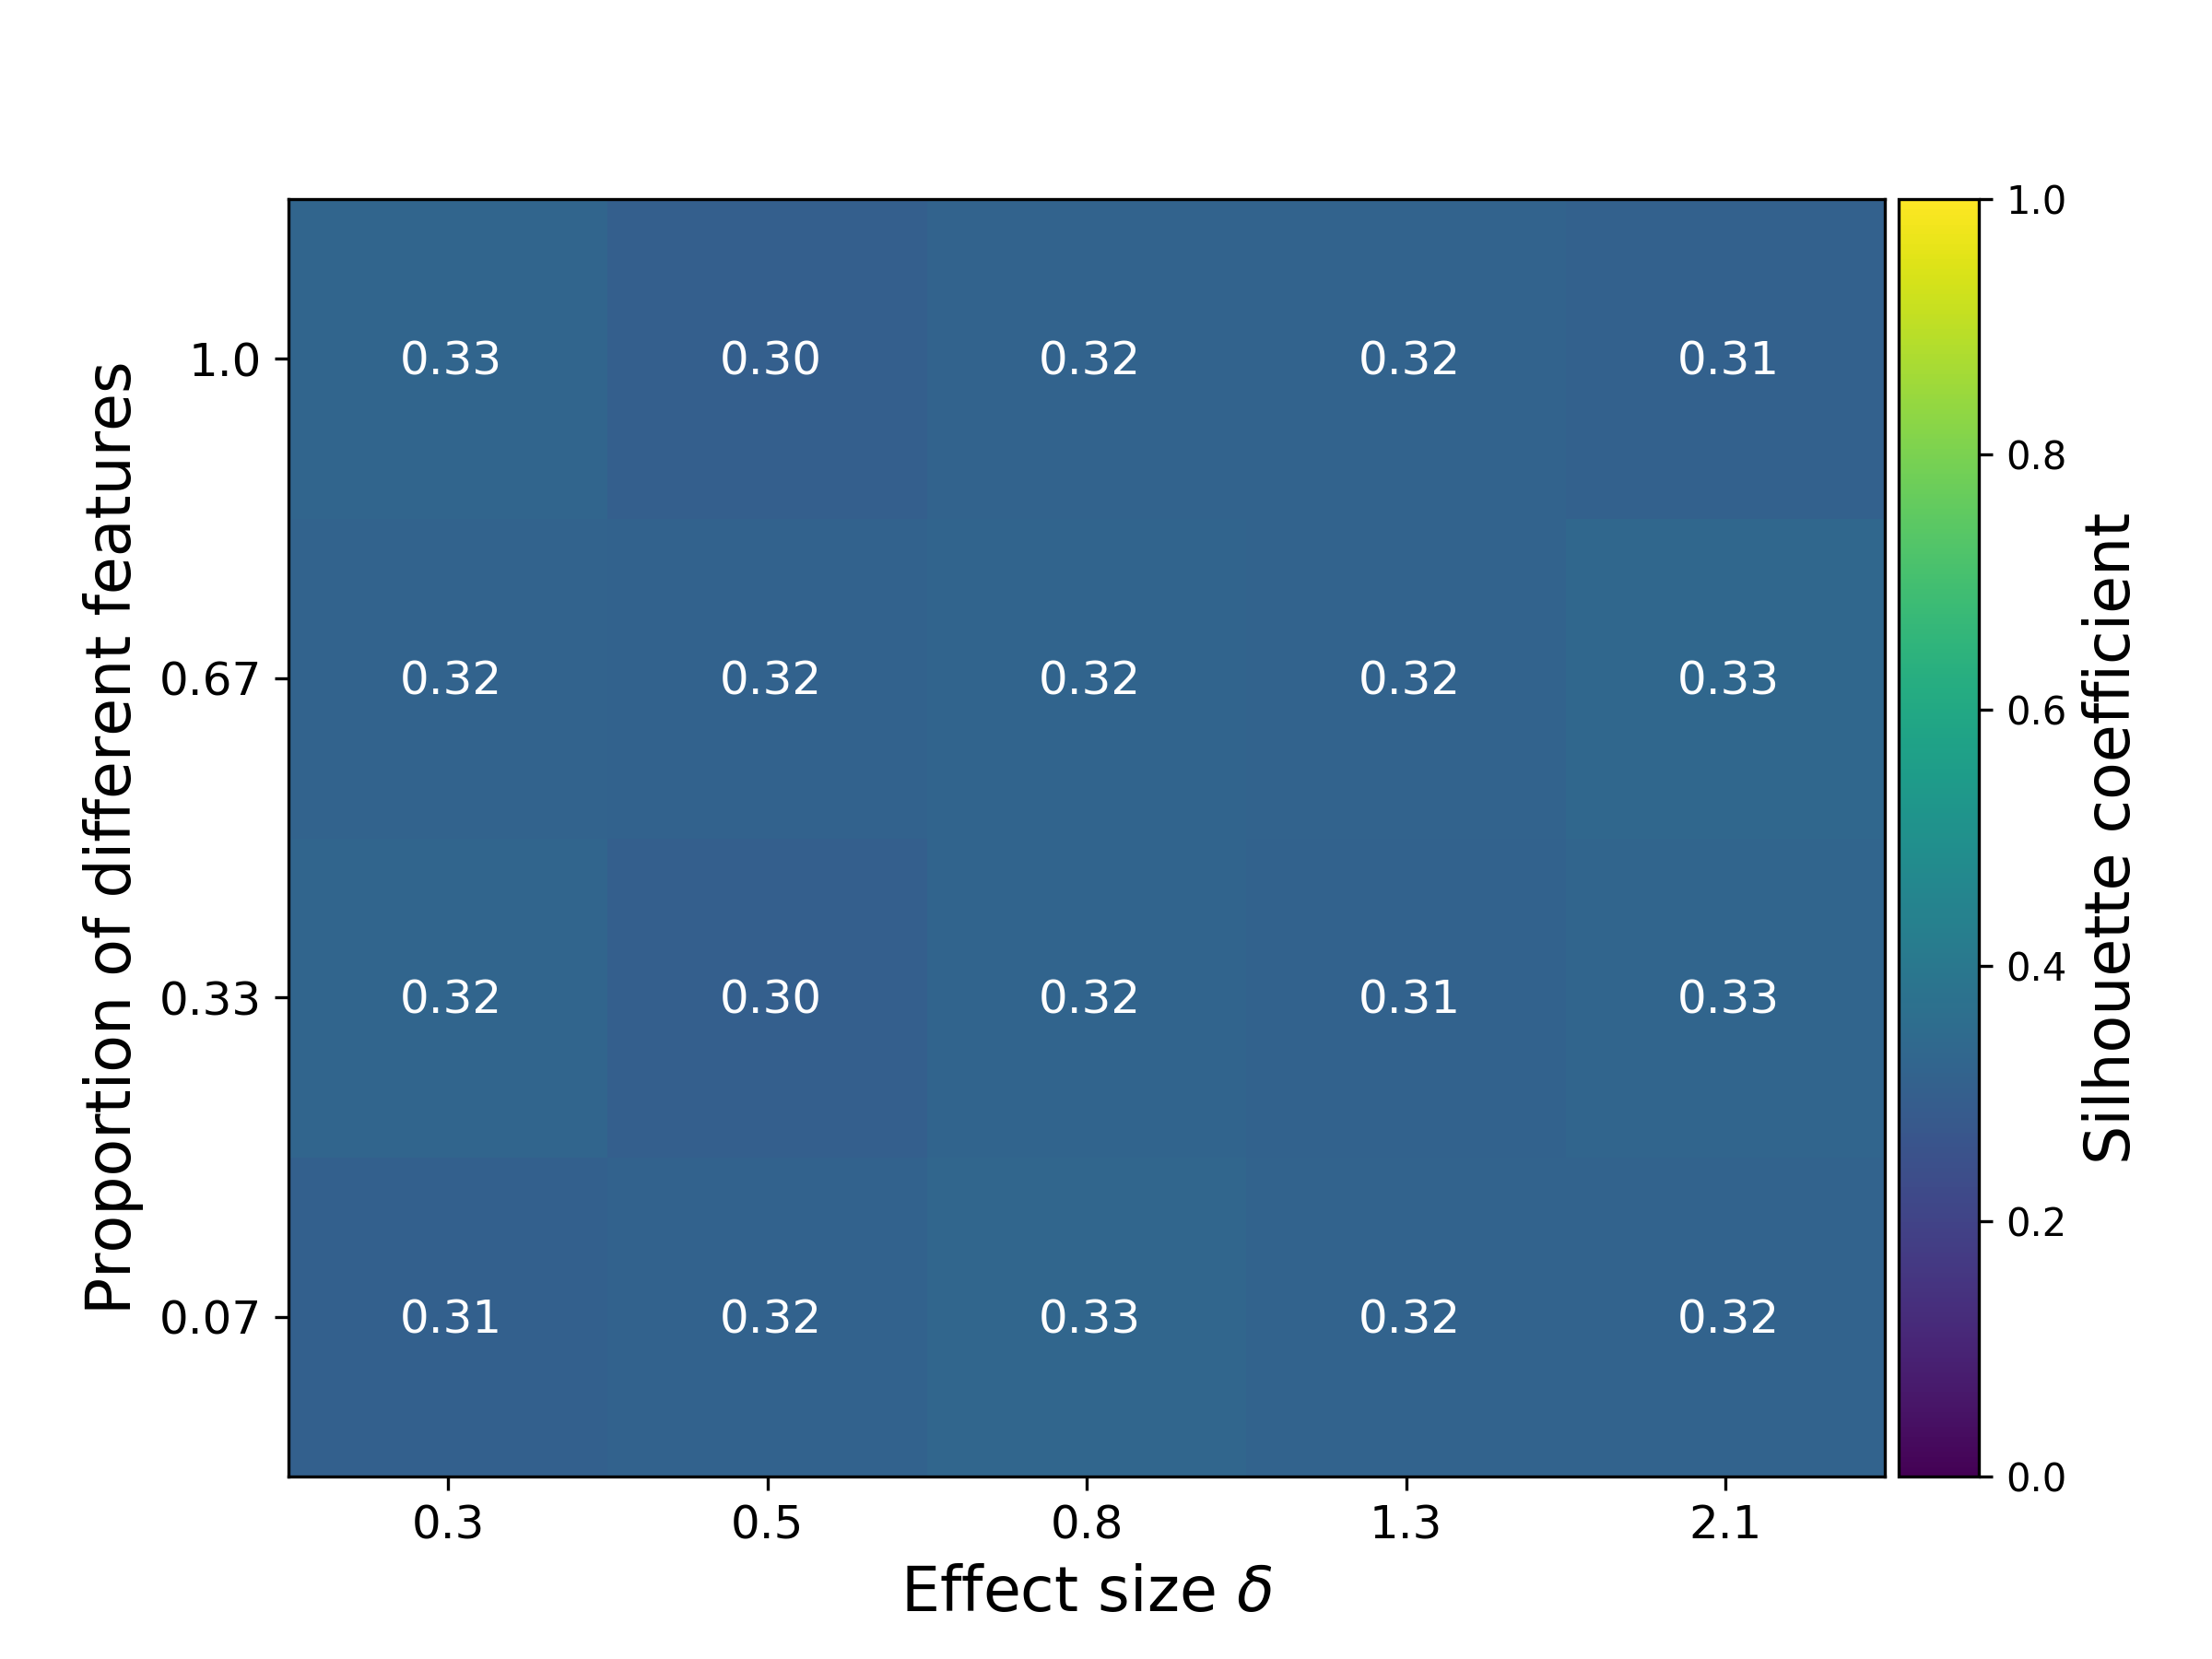 Proportion of different features
1.0 0.33 0.30 0.32 0.32 0.31
0.67 0.32 0.32 0.32 0.32 0.33
0.33 0.32 0.30 0.32 0.31 0.33
0.07 0.31 0.32 0.33 0.32 0.32
0.3 0.5 0.8 1.3 2.1
Effect size δ
1.0
0.8
0.6
0.4
0.2
0.0
Silhouette coefficient